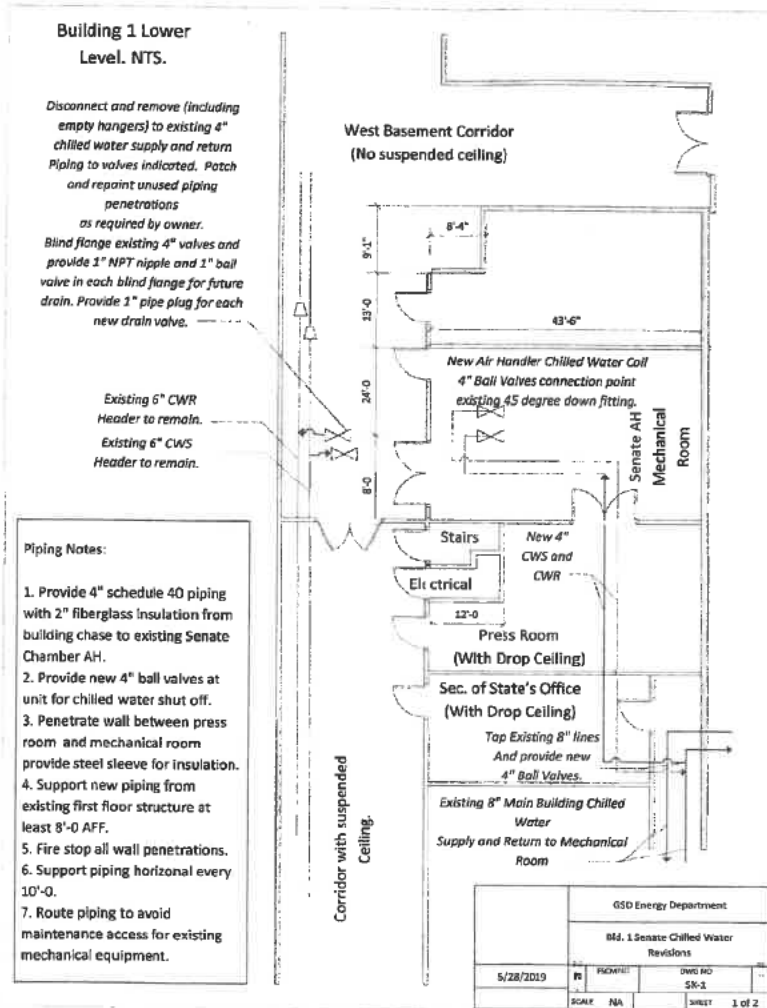 Building 1 Lower
Level. NTS.
Disconnect and remove (including
empty hangers) to existing 4"
chilled water supply and return
Piping to valves indicated. Patch
and repaint unused piping
penetrations
as required by owner.
Blind flange existing 4" valves and
provide 1" NPT nipple and 1" ball
valve in each blind flange for future
drain. Provide 1" pipe plug for each
new drain valve.
Existing 6" CWR
Header to remain.
Existing 6" CWS
Header to remain.
West Basement Corridor
(No suspended ceiling)
8'-4"
9'-1"
13'-0
43'-6"
24'-0
8'-0
New Air Handler Chilled Water Coil
4" Ball Valves connection point
existing 45 degree down fitting.
Senate AH
Mechanical
Room
Stairs
Electrical
12'-0
New 4"
CWS and
CWR
Press Room
(With Drop Ceiling)
Sec. of State's Office
(With Drop Ceiling)
Tap Existing 8" lines
And provide new
4" Ball Valves.
Existing 8" Main Building Chilled
Water
Supply and Return to Mechanical
Room
Corridor with suspended
Ceiling.
Piping Notes:
1. Provide 4" schedule 40 piping
with 2" fiberglass insulation from
building chase to existing Senate
Chamber AH.
2. Provide new 4" ball valves at
unit for chilled water shut off.
3. Penetrate wall between press
room and mechanical room
provide steel sleeve for insulation.
4. Support new piping from
existing first floor structure at
least 8'-0 AFF.
5. Fire stop all wall penetrations.
6. Support piping horizonal every
10'-0.
7. Route piping to avoid
maintenance access for existing
mechanical equipment.
GSD Energy Department
Bld. 1 Senate Chilled Water
Revisions
5/28/2019
DWG NO
SK-1
SCALE NA
SHEET 1 of 2